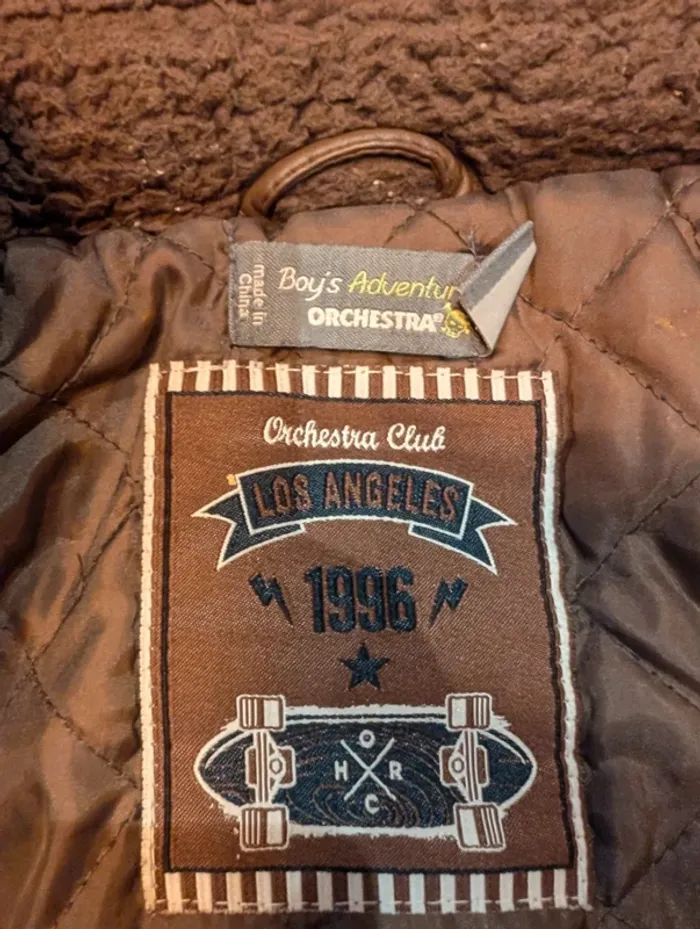 made in
China
Boy's Adventur
ORCHESTRA®
Orchestra Club
LOS ANGELES
1996
O
H R
C